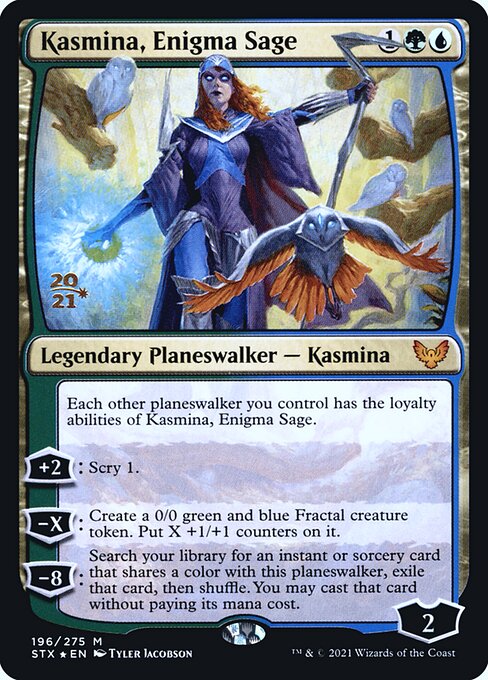 Kasmina, Enigma Sage 1
20
21
Legendary Planeswalker — Kasmina
Each other planeswalker you control has the loyalty
abilities of Kasmina, Enigma Sage.
+2: Scry 1.
−X: Create a 0/0 green and blue Fractal creature
token. Put X +1/+1 counters on it.
Search your library for an instant or sorcery card
−8: that shares a color with this planeswalker, exile
that card, then shuffle. You may cast that card
without paying its mana cost.
2
196/275 M
STX ★ EN Tyler Jacobson ™ & © 2021 Wizards of the Coast